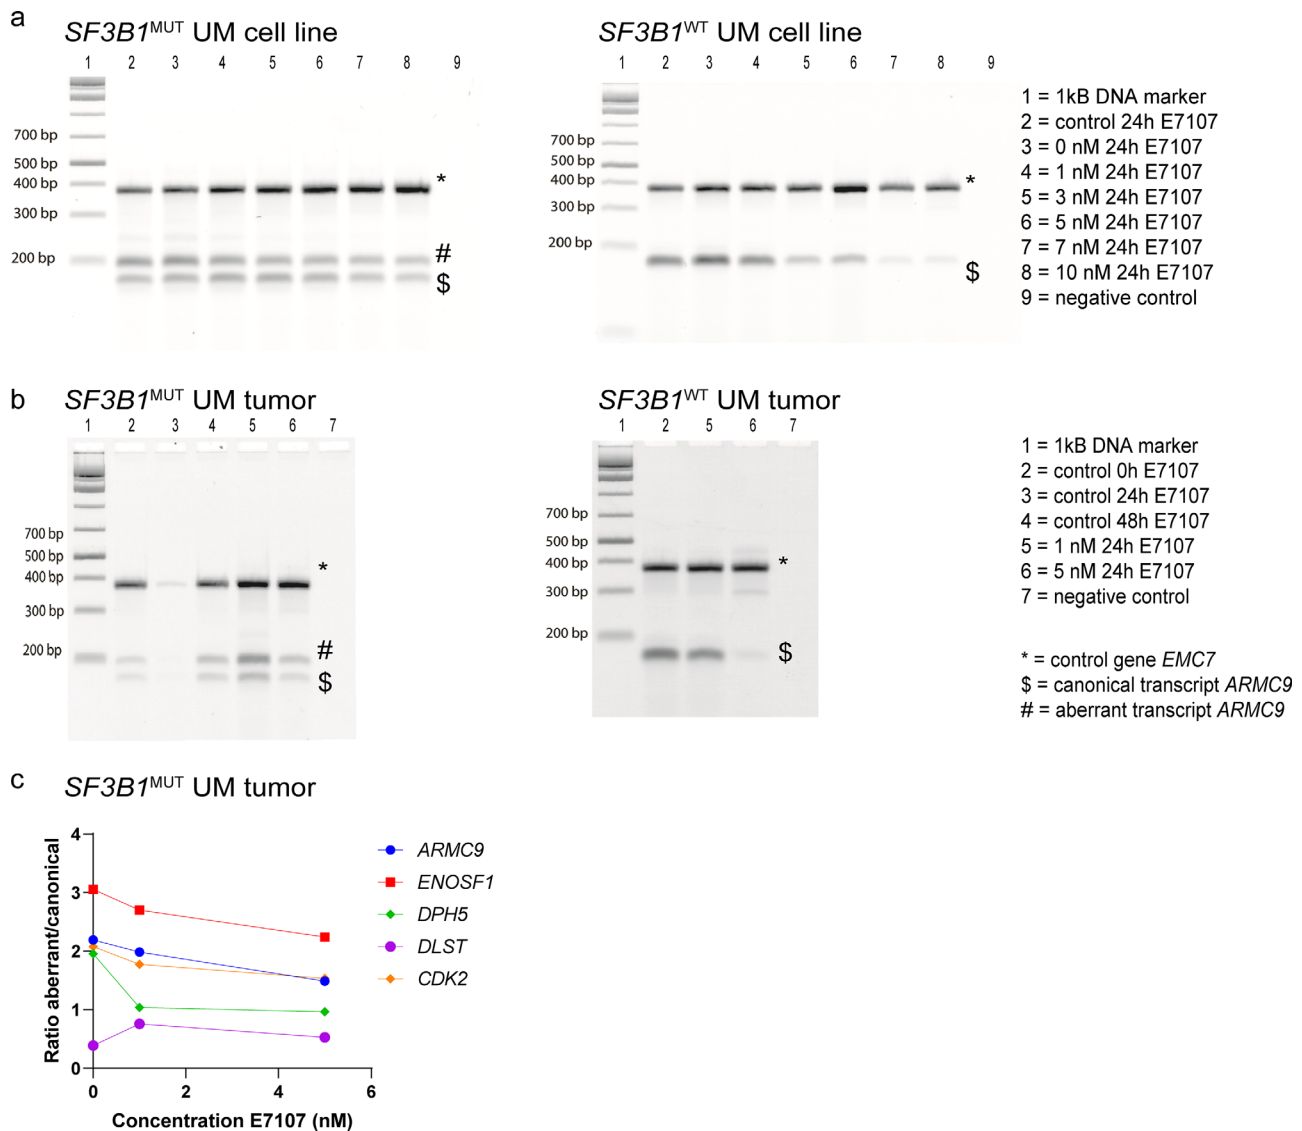 a
SF3B1MUT UM cell line
1 2 3 4 5 6 7 8 9
700 bp
500 bp
400 bp
300 bp
200 bp
*
#
$
SF3B1WT UM cell line
1 2 3 4 5 6 7 8 9
700 bp
500 bp
400 bp
300 bp
200 bp
*
$
1 = 1kB DNA marker
2 = control 24h E7107
3 = 0 nM 24h E7107
4 = 1 nM 24h E7107
5 = 3 nM 24h E7107
6 = 5 nM 24h E7107
7 = 7 nM 24h E7107
8 = 10 nM 24h E7107
9 = negative control
b
SF3B1MUT UM tumor
1 2 3 4 5 6 7
700 bp
500 bp
400 bp
300 bp
200 bp
*
#
$
SF3B1WT UM tumor
1 2 5 6 7
700 bp
500 bp
400 bp
300 bp
200 bp
*
$
1 = 1kB DNA marker
2 = control 0h E7107
3 = control 24h E7107
4 = control 48h E7107
5 = 1 nM 24h E7107
6 = 5 nM 24h E7107
7 = negative control
* = control gene EMC7
$ = canonical transcript ARMC9
# = aberrant transcript ARMC9
c
SF3B1MUT UM tumor
Ratio aberrant/canonical
4
3
2
1
0
0 2 4 6
Concentration E7107 (nM)
ARMC9
ENOSF1
DPH5
DLST
CDK2